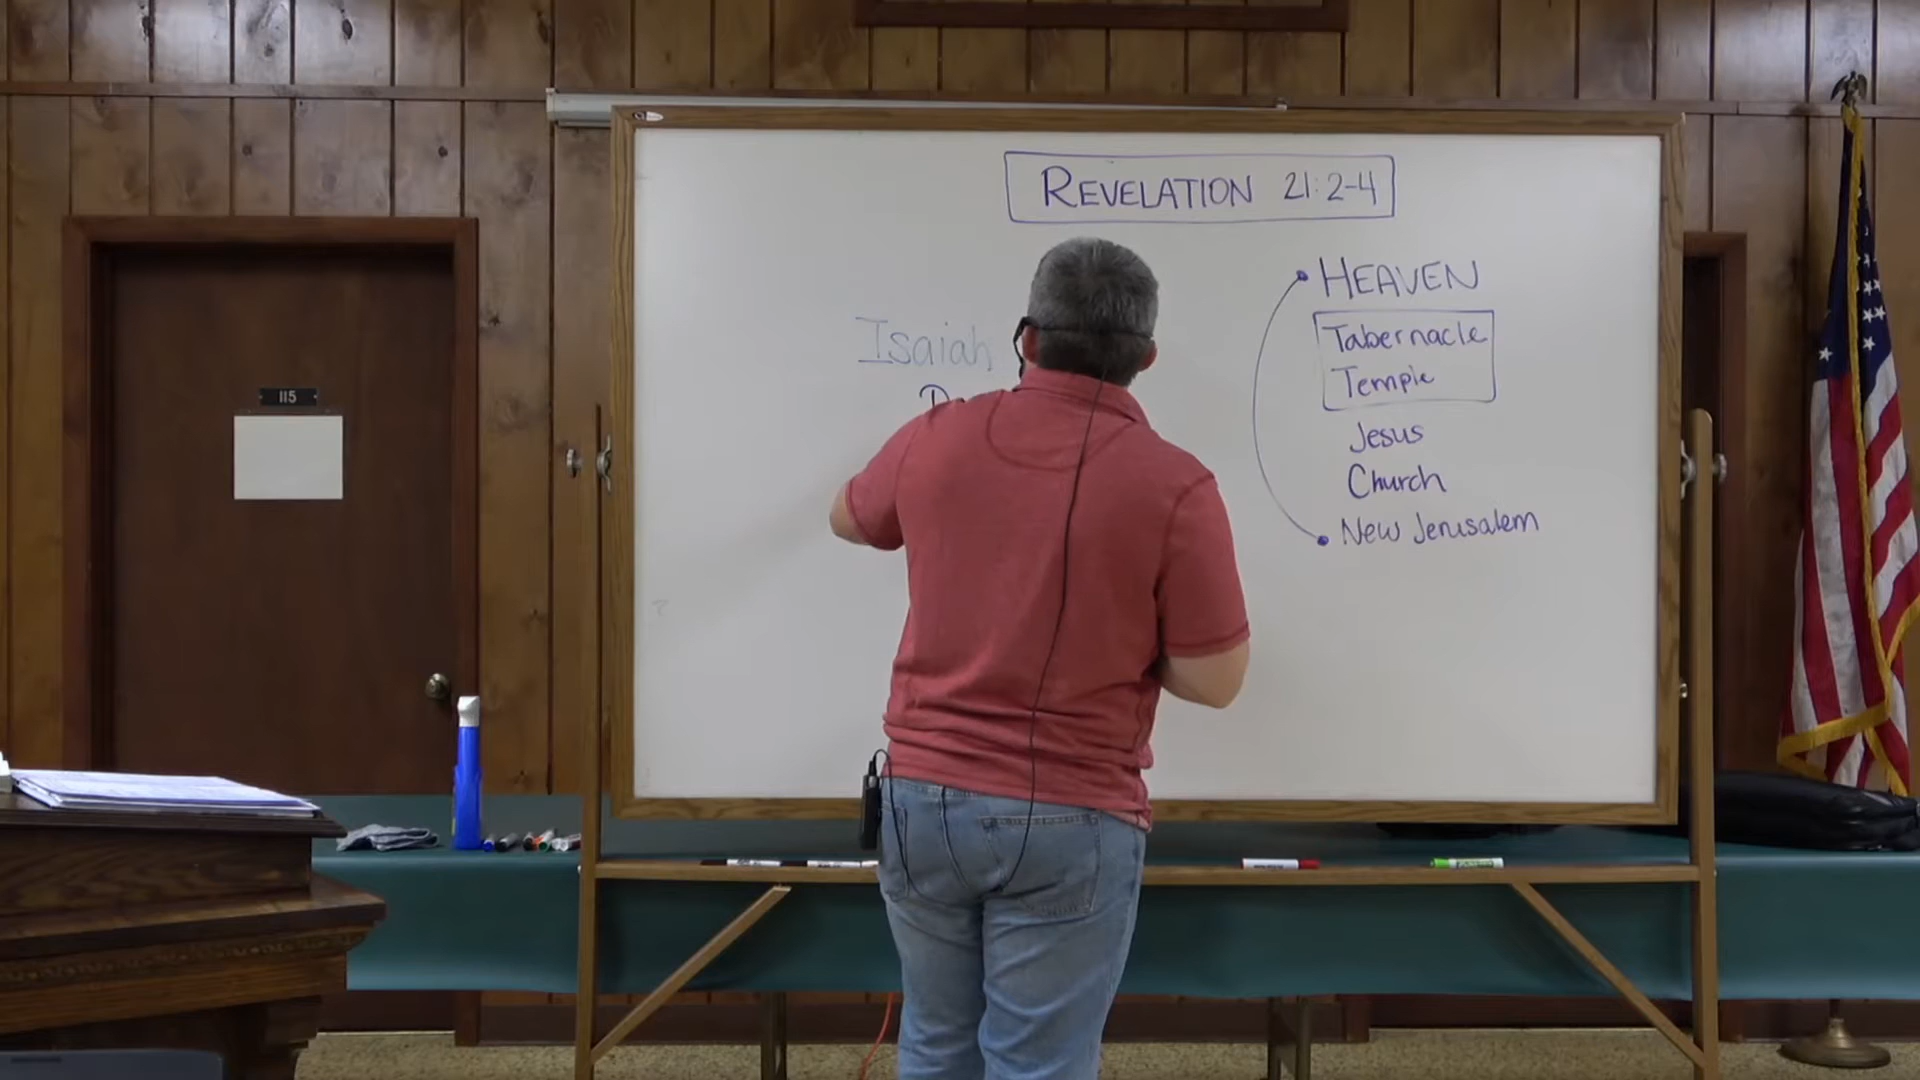 REVELATION 21:2-4
Isaiah
HEAVEN
Tabernacle
Temple
Jesus
Church
New Jerusalem
115